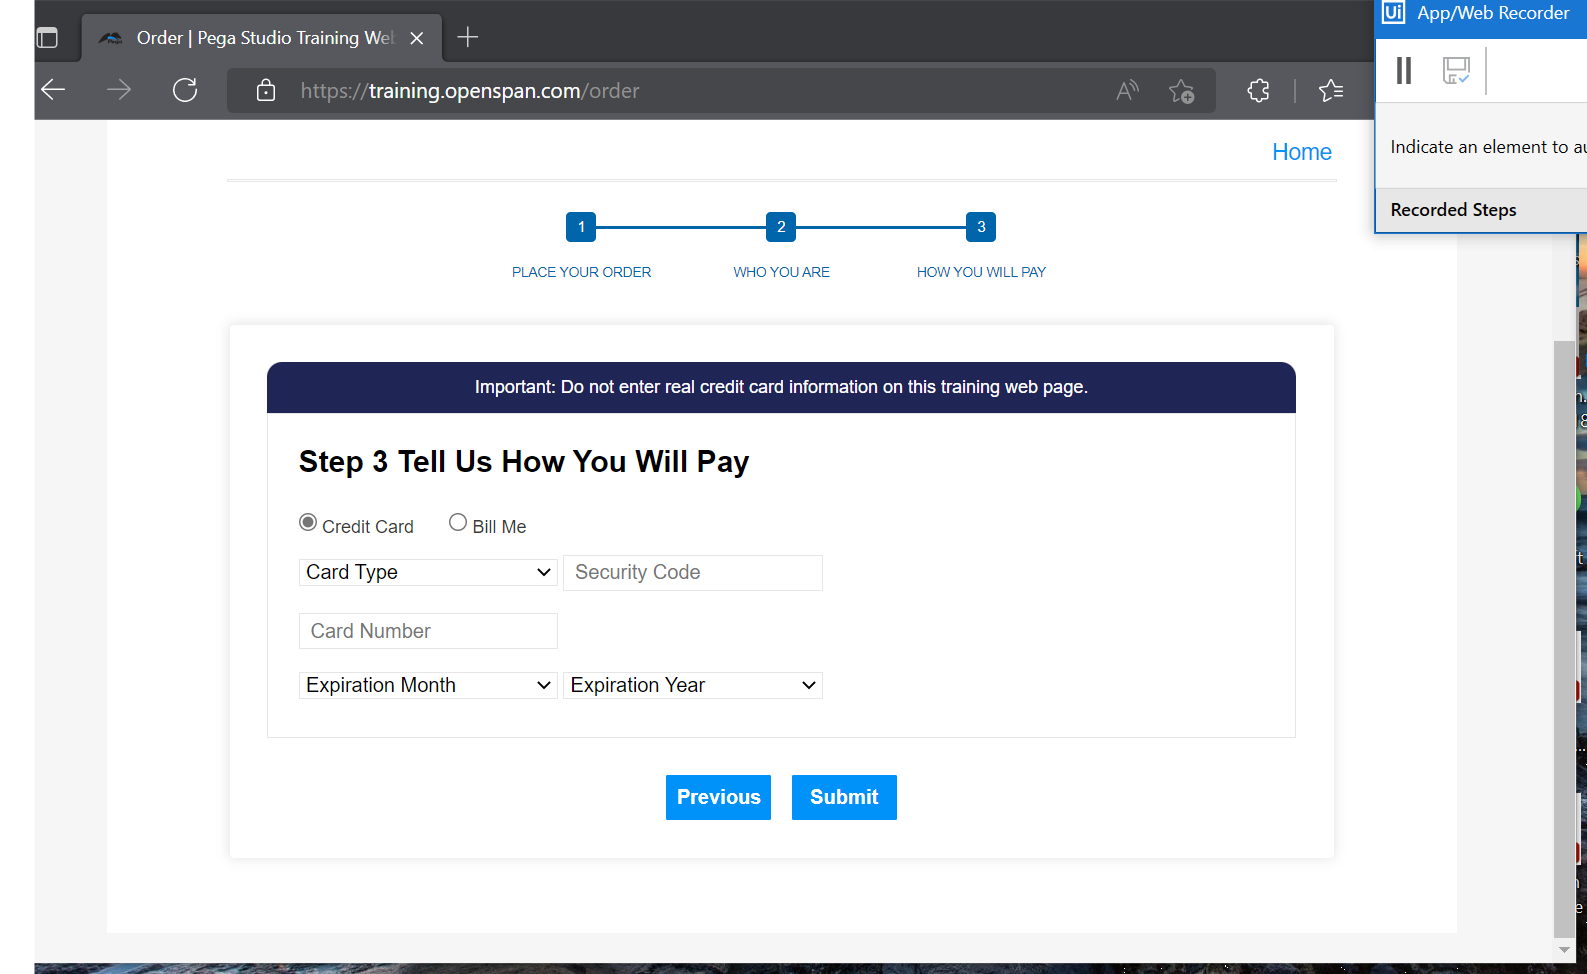 Order | Pega Studio Training Web
Ui App/Web Recorder
https://training.openspan.com/order
Indicate an element to au
Recorded Steps
Home
1 2 3
PLACE YOUR ORDER WHO YOU ARE HOW YOU WILL PAY
Important: Do not enter real credit card information on this training web page.
Step 3 Tell Us How You Will Pay
Credit Card Bill Me
Card Type Security Code
Card Number
Expiration Month Expiration Year
Previous Submit